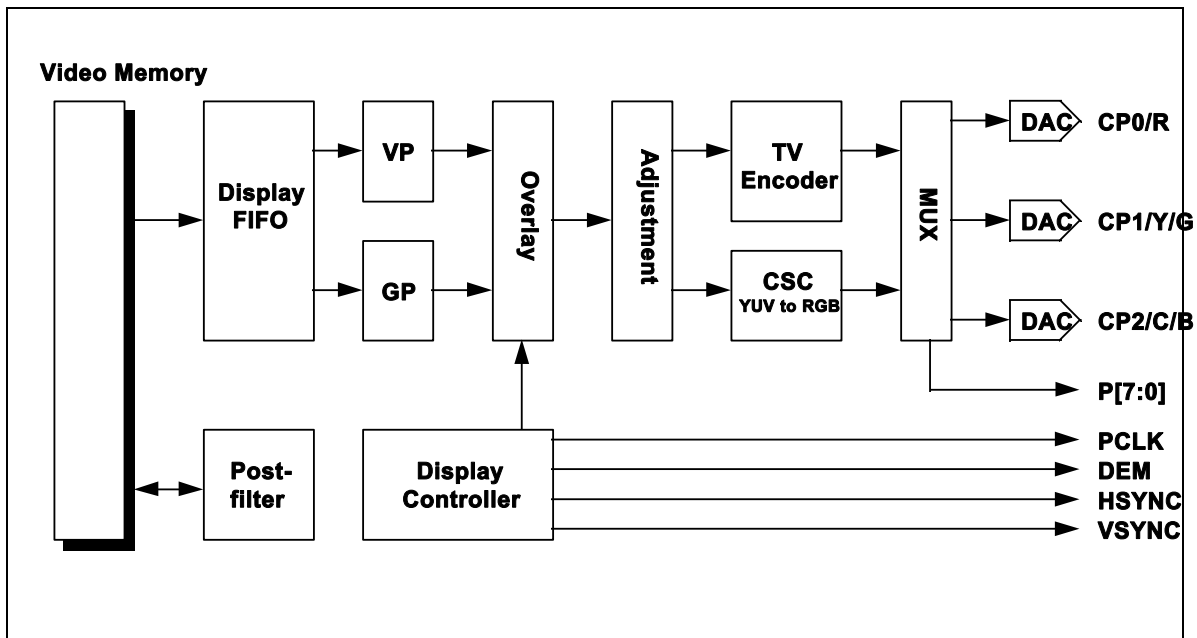 Video Memory
Display
FIFO
VP
GP
Overlay
Adjustment
TV
Encoder
CSC
YUV to RGB
MUX
DAC
CP0/R
DAC
CP1/Y/G
DAC
CP2/C/B
P[7:0]
Post-
filter
Display
Controller
PCLK
DEM
HSYNC
VSYNC